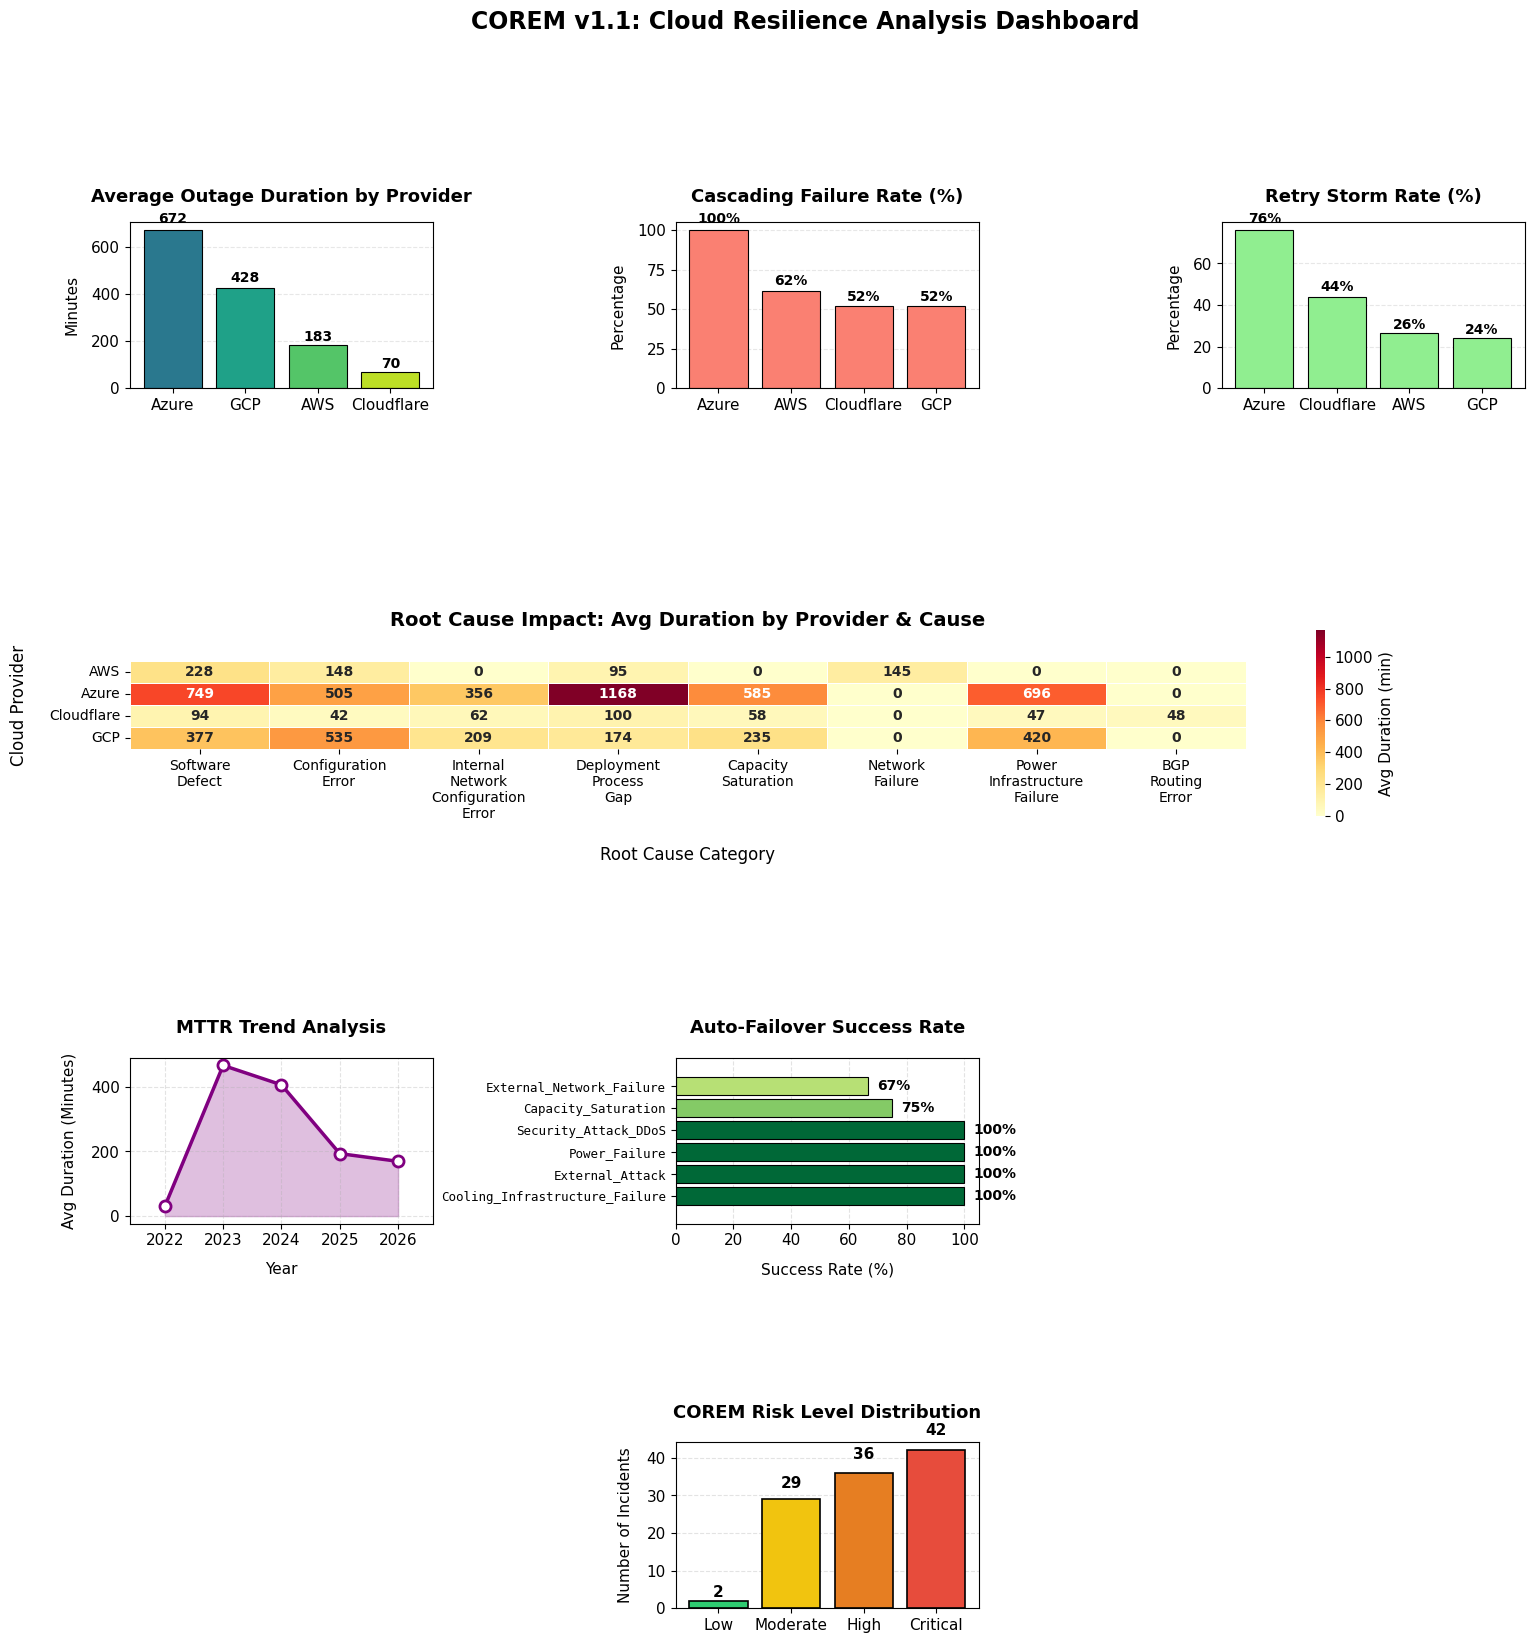 COREM v1.1: Cloud Resilience Analysis Dashboard
Average Outage Duration by Provider
Minutes
600
400
200
0
672
428
183
70
Azure GCP AWS Cloudflare
Cascading Failure Rate (%)
Percentage
100
75
50
25
0
100%
62%
52%
52%
Azure AWS Cloudflare GCP
Retry Storm Rate (%)
Percentage
60
40
20
0
76%
44%
26%
24%
Azure Cloudflare AWS GCP
Root Cause Impact: Avg Duration by Provider & Cause
Cloud Provider
AWS 228 148 0 95 0 145 0 0
Azure 749 505 356 1168 585 0 696 0
Cloudflare 94 42 62 100 58 0 47 48
GCP 377 535 209 174 235 0 420 0
Software
Defect
Configuration
Error
Internal
Network
Configuration
Error
Deployment
Process
Gap
Capacity
Saturation
Network
Failure
Power
Infrastructure
Failure
BGP
Routing
Error
Root Cause Category
1000
800
600
400
200
0
Avg Duration (min)
MTTR Trend Analysis
Avg Duration (Minutes)
400
200
0
2022 2023 2024 2025 2026
Year
Auto-Failover Success Rate
External_Network_Failure 67%
Capacity_Saturation 75%
Security_Attack_DDoS 100%
Power_Failure 100%
External_Attack 100%
Cooling_Infrastructure_Failure 100%
0 20 40 60 80 100
Success Rate (%)
COREM Risk Level Distribution
Number of Incidents
40
30
20
10
0
2
29
36
42
Low Moderate High Critical